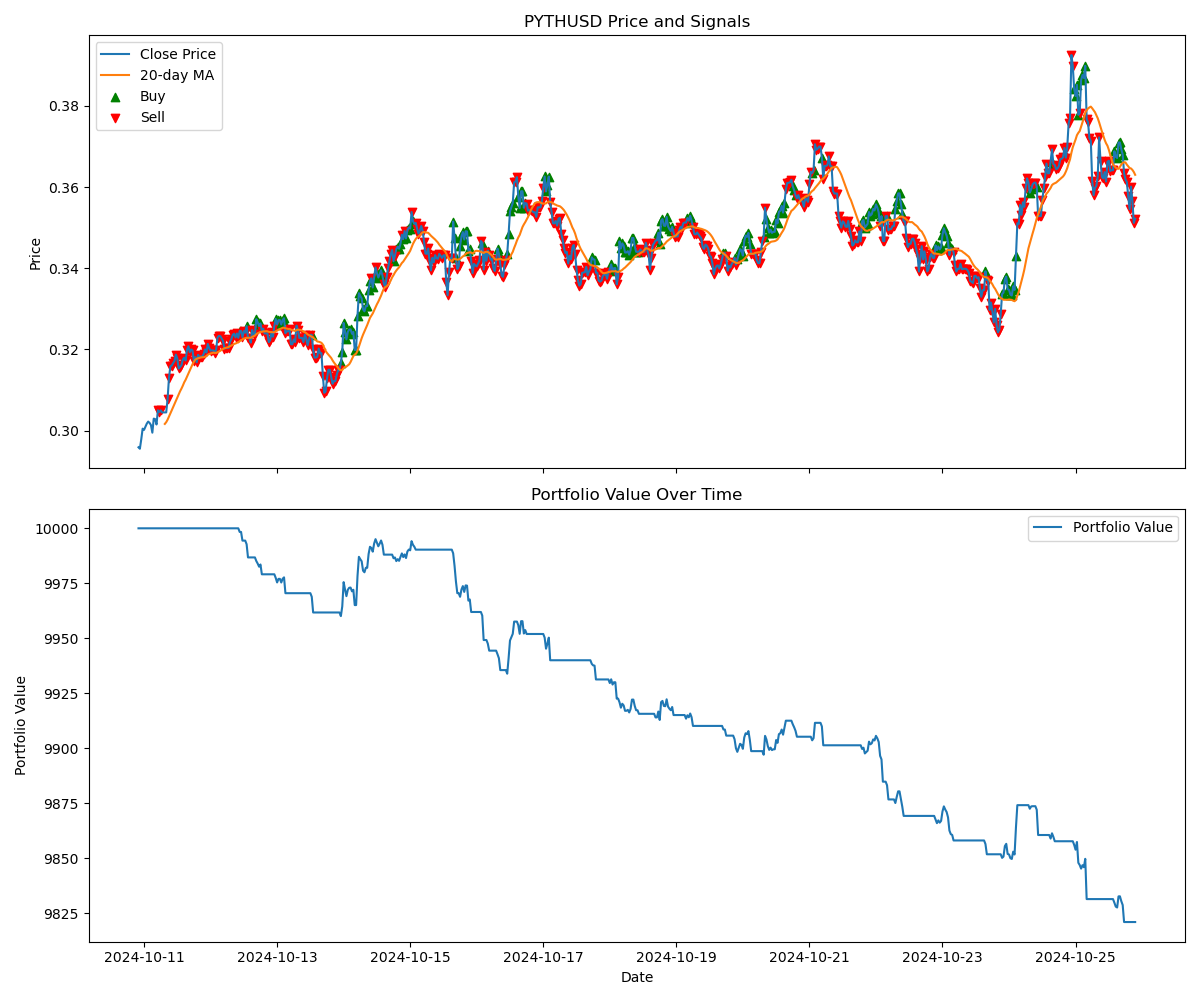 PYTHUSD Price and Signals
Close Price
20-day MA
Buy
Sell
Price
0.38
0.36
0.34
0.32
0.30
Portfolio Value Over Time
Portfolio Value
Portfolio Value
10000
9975
9950
9925
9900
9875
9850
9825
2024-10-11 2024-10-13 2024-10-15 2024-10-17 2024-10-19 2024-10-21 2024-10-23 2024-10-25
Date